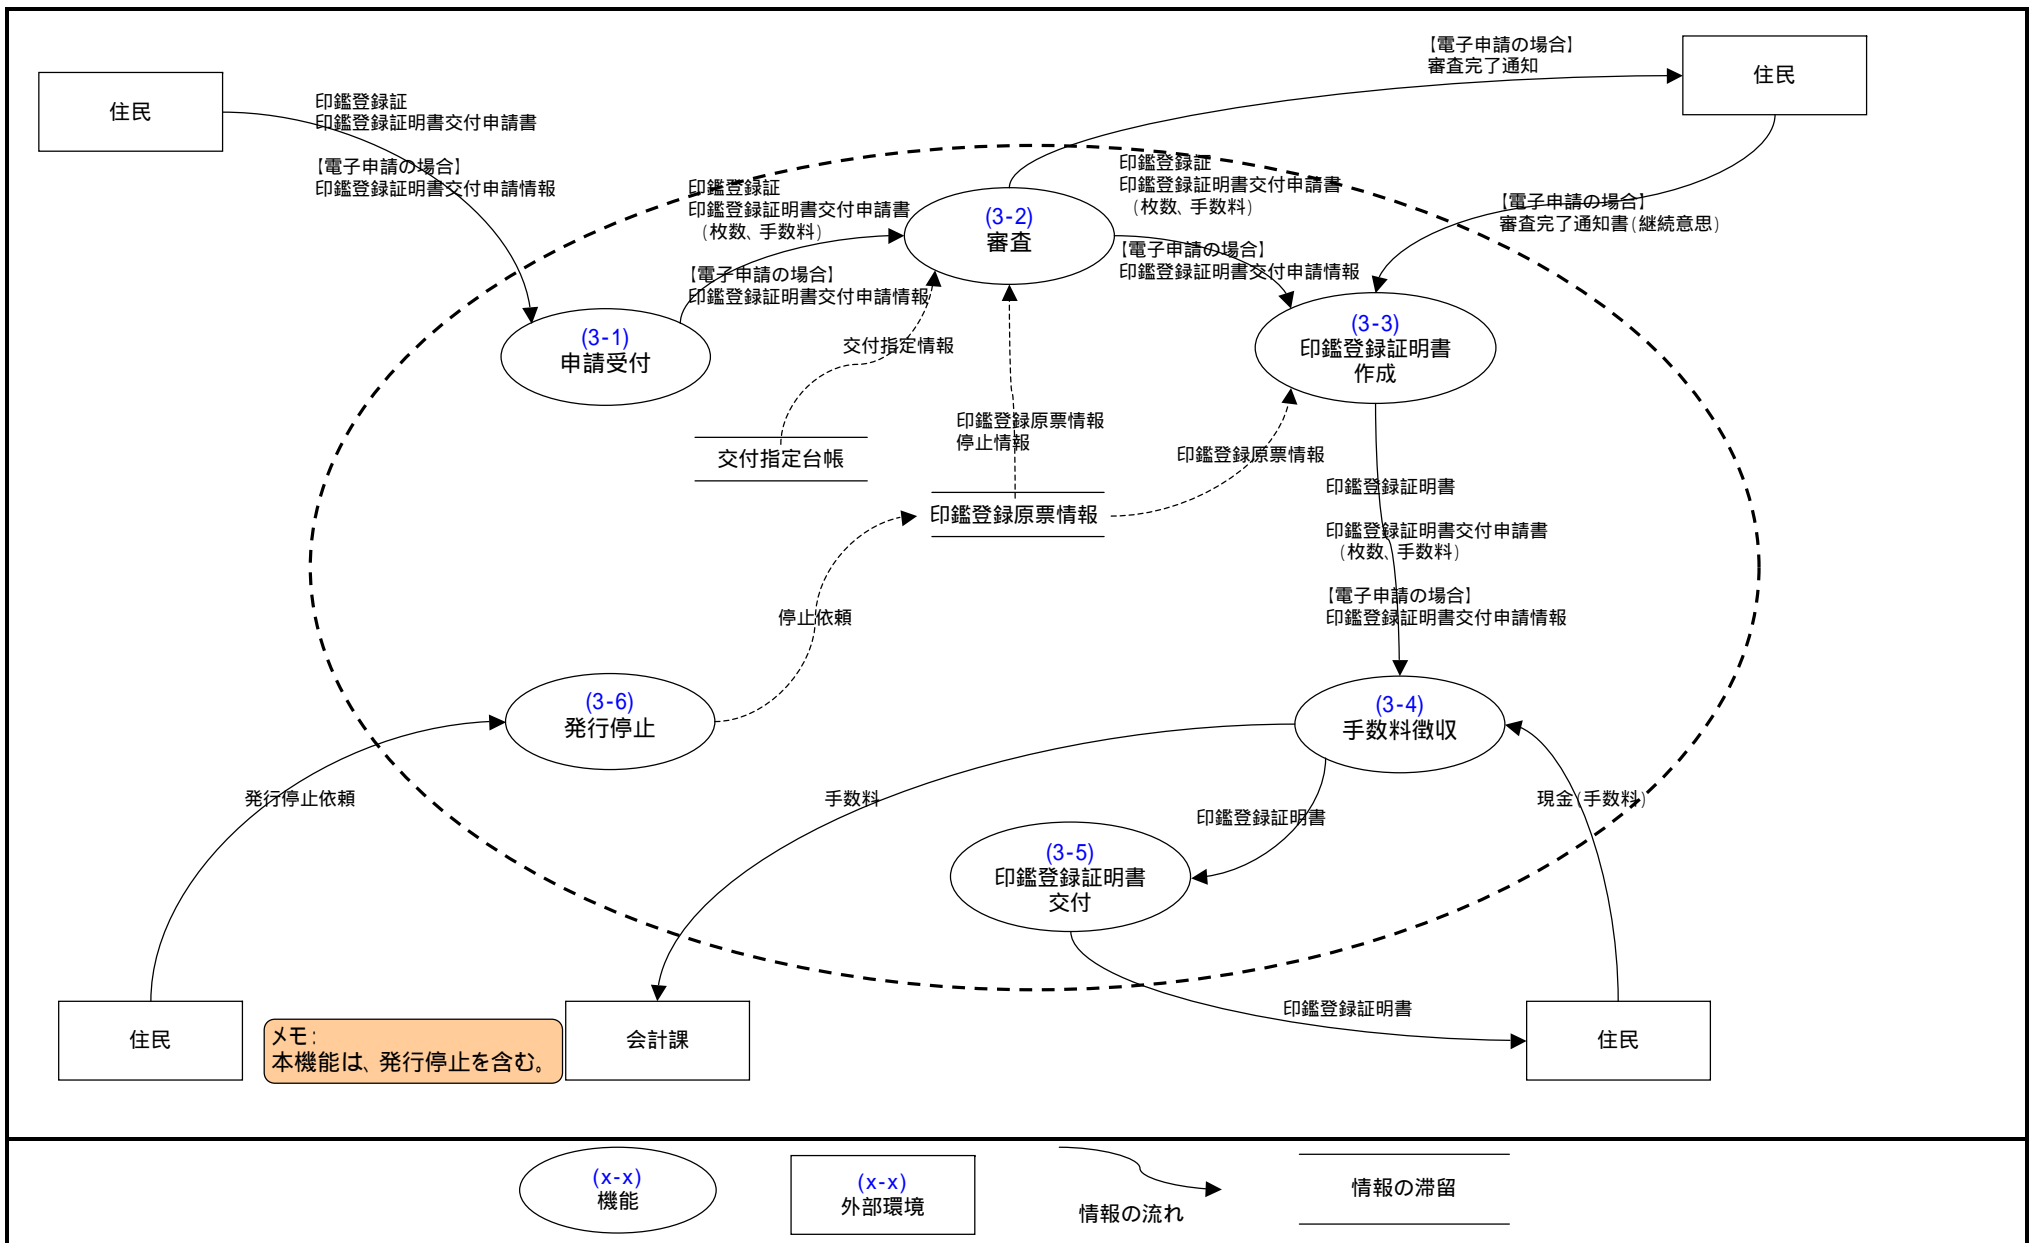 住民
印鑑登録証
印鑑登録証明書交付申請書
【電子申請の場合】
印鑑登録証明書交付申請情報
【電子申請の場合】
審査完了通知
住民
印鑑登録証
印鑑登録証明書交付申請書
(枚数、手数料)
【電子申請の場合】
印鑑登録証明書交付申請情報
(3-2)
審査
印鑑登録証
印鑑登録証明書交付申請書
(枚数、手数料)
【電子申請の場合】
印鑑登録証明書交付申請情報
【電子申請の場合】
審査完了通知書(継続意思)
(3-1)
申請受付
(3-3)
印鑑登録証明書
作成
交付指定情報
交付指定台帳
印鑑登録原票情報
停止情報
印鑑登録原票情報
印鑑登録原票情報
印鑑登録証明書
印鑑登録証明書交付申請書
(枚数、手数料)
【電子申請の場合】
印鑑登録証明書交付申請情報
停止依頼
(3-6)
発行停止
(3-4)
手数料徴収
発行停止依頼
手数料
印鑑登録証明書
現金(手数料)
(3-5)
印鑑登録証明書
交付
印鑑登録証明書
住民
メモ:
本機能は、発行停止を含む。
会計課
住民
(x-x)
機能
(x-x)
外部環境
情報の流れ
情報の滞留